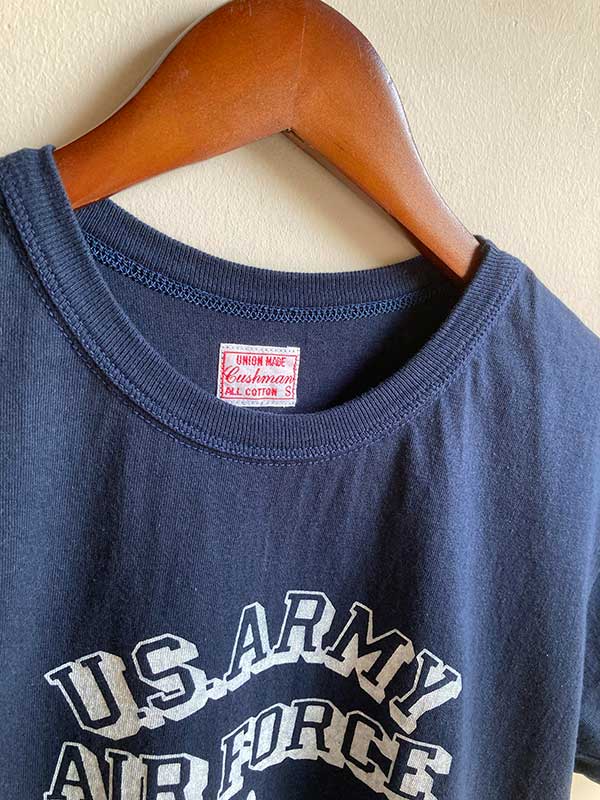 UNION MADE
Cushman
ALL COTTON S
U.S. ARMY
AIR FORCE